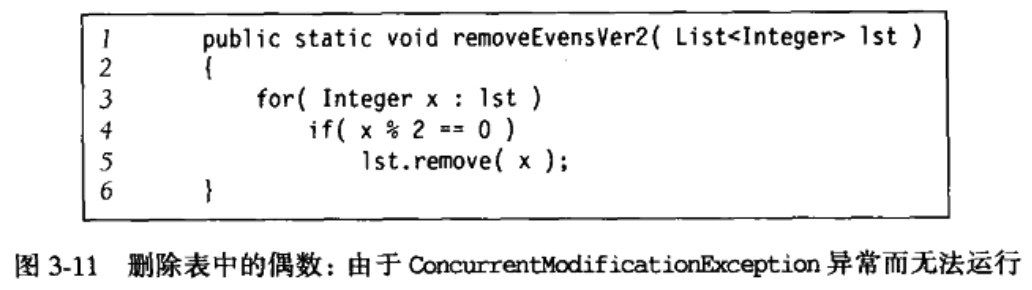 1 public static void removeEvensVer2( List<Integer> lst )
2 {
3 for( Integer x : lst )
4 if( x % 2 == 0 )
5 lst.remove( x );
6 }
图 3-11 删除表中的偶数：由于 ConcurrentModificationException 异常而无法运行